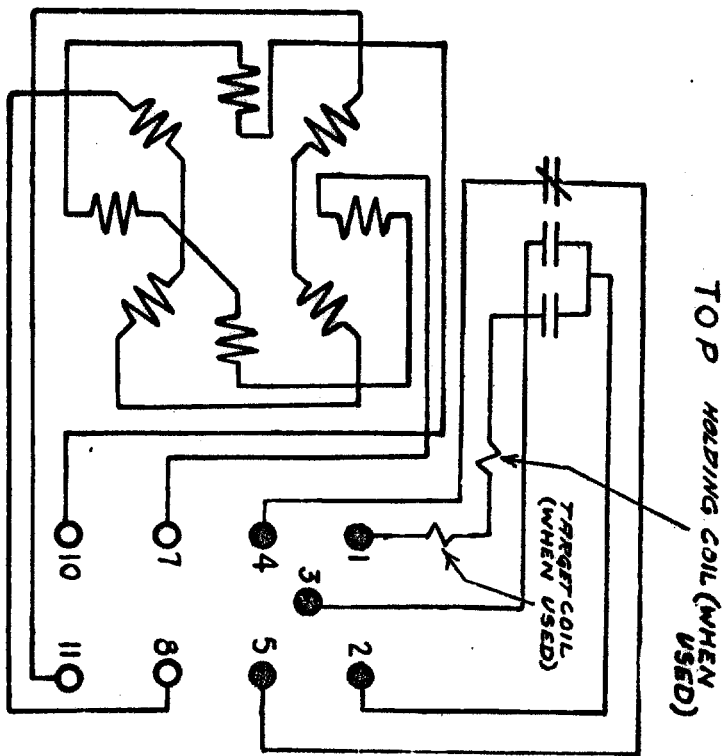 TOP
HOLDING COIL (WHEN
USED)
TARGET COIL
(WHEN USED)
1
2
3
4
5
7
8
10
11